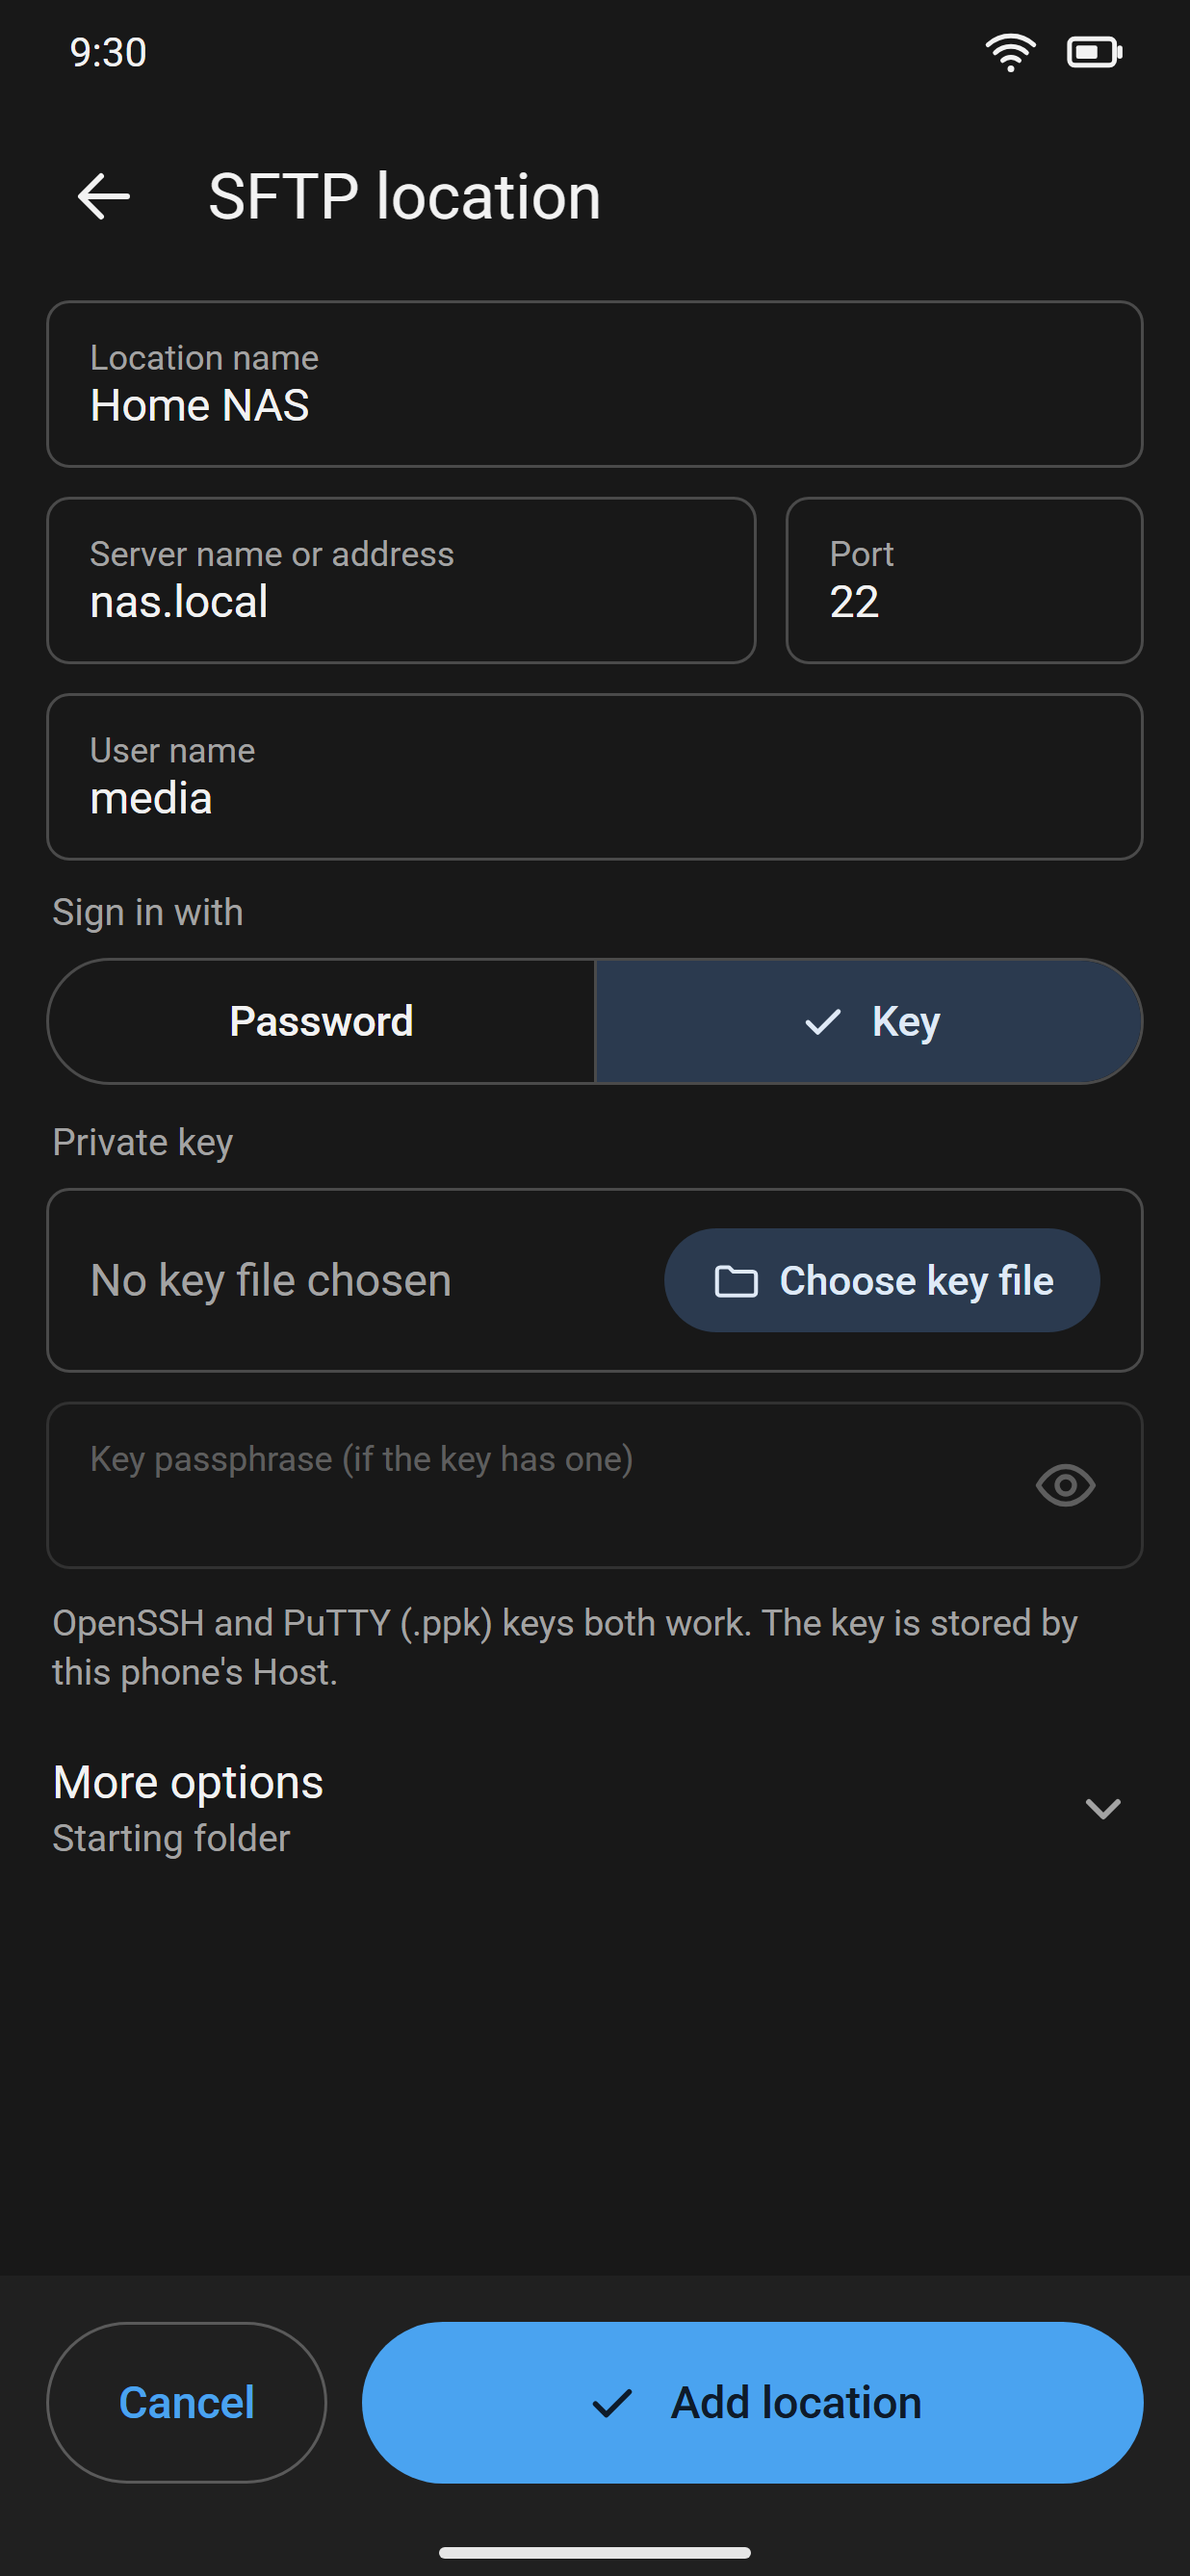 9:30
SFTP location
Location name
Home NAS
Server name or address
nas.local
Port
22
User name
media
Sign in with
Password
Key
Private key
No key file chosen
Choose key file
Key passphrase (if the key has one)
OpenSSH and PuTTY (.ppk) keys both work. The key is stored by
this phone's Host.
More options
Starting folder
Cancel
Add location